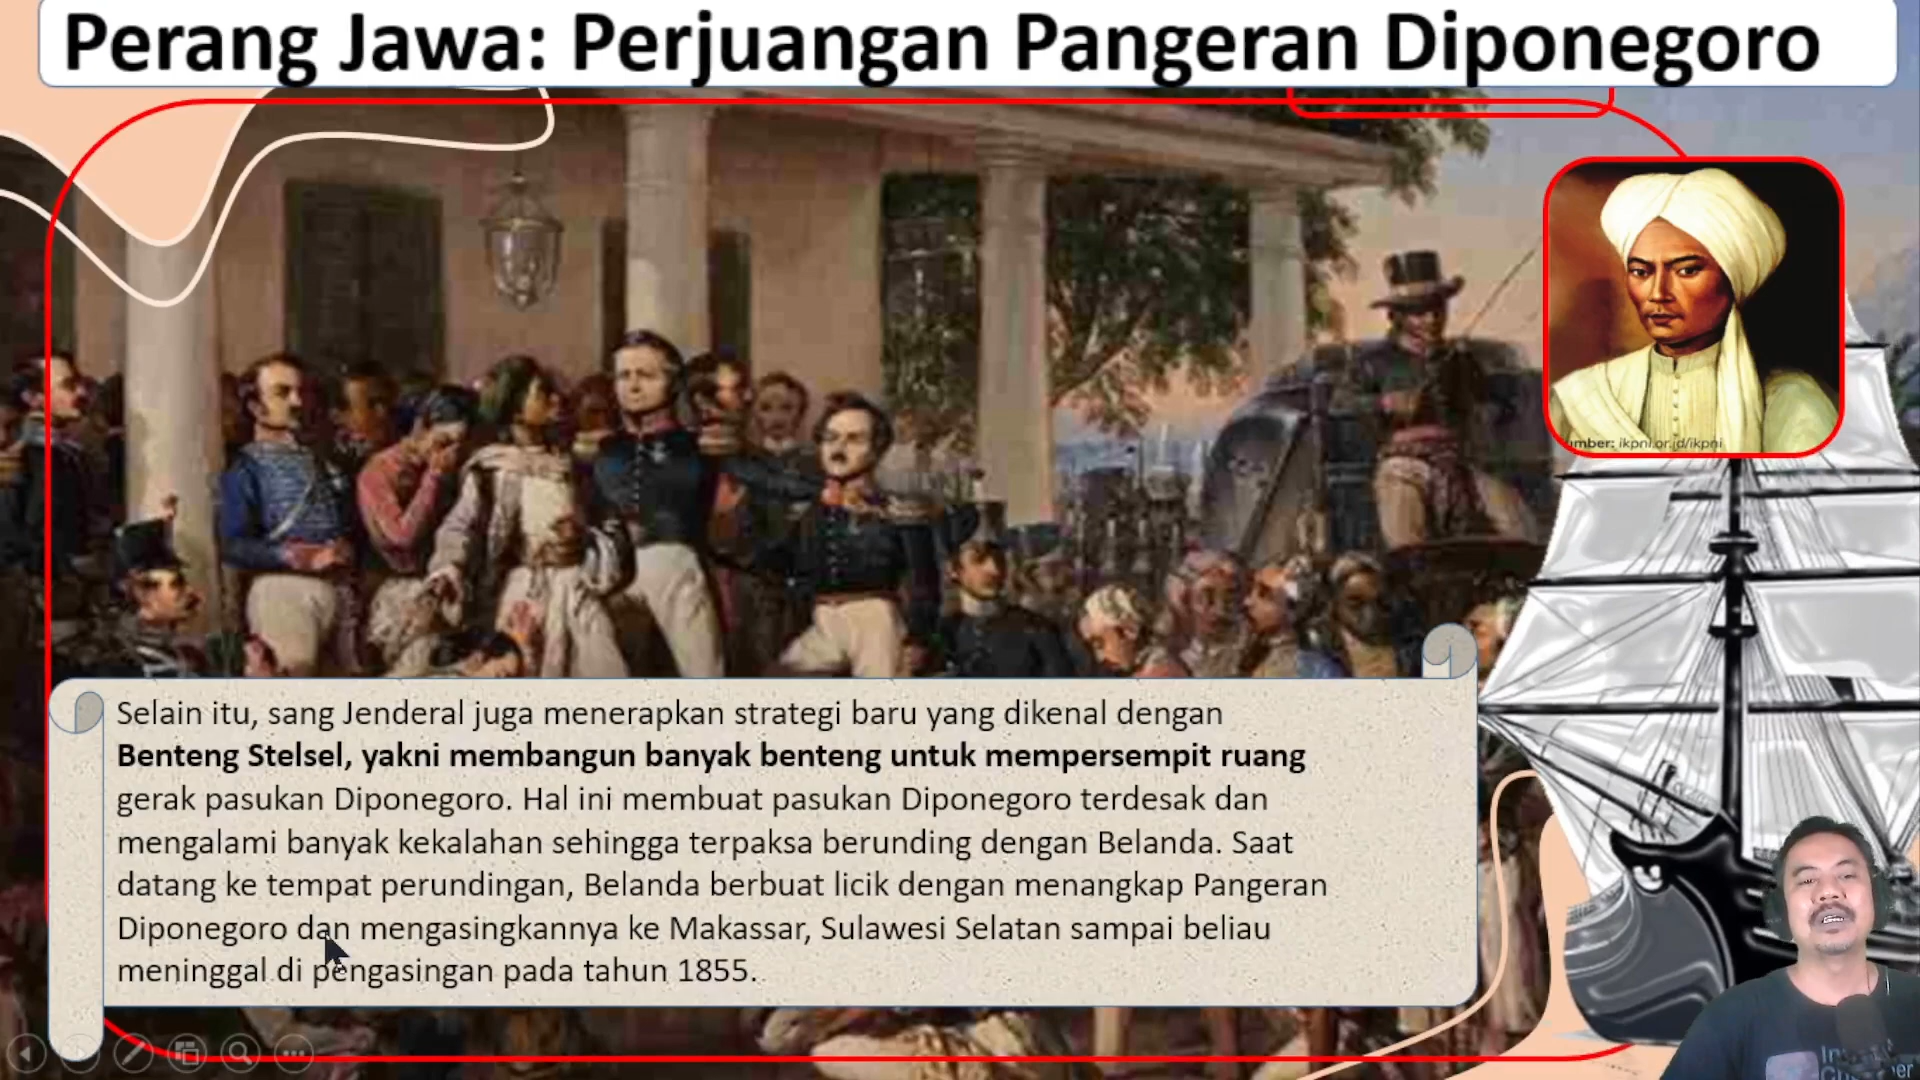 Perang Jawa: Perjuangan Pangeran Diponegoro
umber: ikpni.or.id/ikpni
Selain itu, sang Jenderal juga menerapkan strategi baru yang dikenal dengan
Benteng Stelsel, yakni membangun banyak benteng untuk mempersempit ruang
gerak pasukan Diponegoro. Hal ini membuat pasukan Diponegoro terdesak dan
mengalami banyak kekalahan sehingga terpaksa berunding dengan Belanda. Saat
datang ke tempat perundingan, Belanda berbuat licik dengan menangkap Pangeran
Diponegoro dan mengasingkannya ke Makassar, Sulawesi Selatan sampai beliau
meninggal di pengasingan pada tahun 1855.